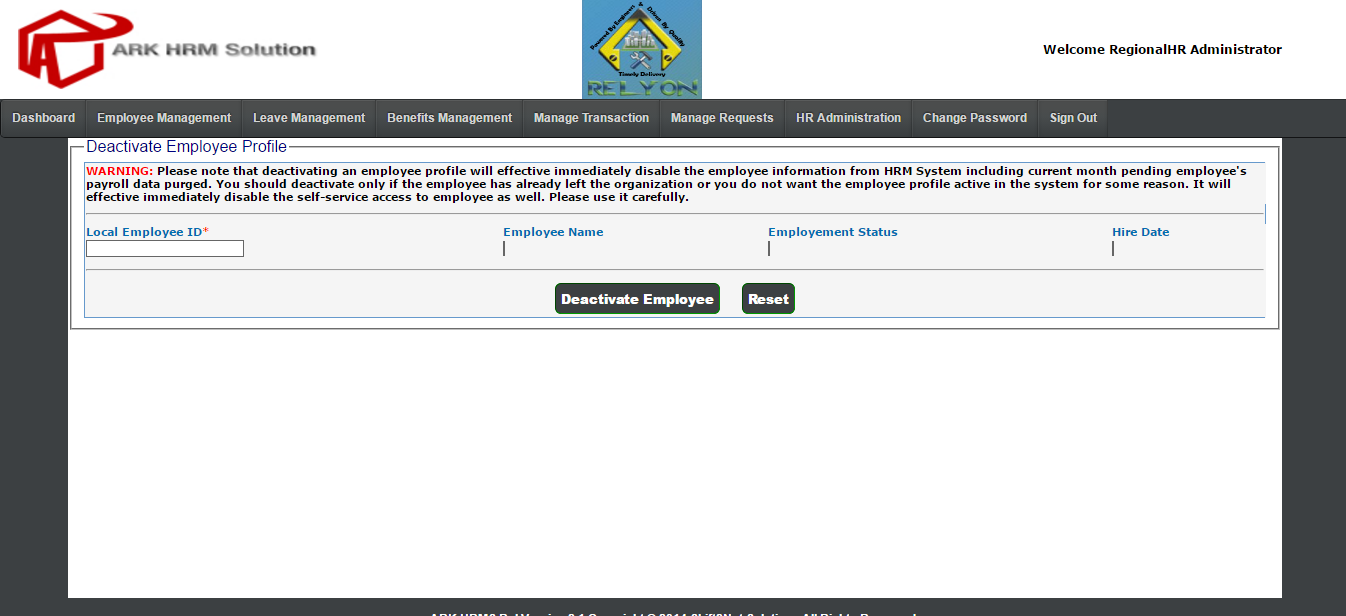 ARK HRM Solution
Powered By Engineers & Driven By Quality
Timely Delivery
RELYON
Welcome RegionalHR Administrator
Dashboard Employee Management Leave Management Benefits Management Manage Transaction Manage Requests HR Administration Change Password Sign Out
Deactivate Employee Profile
WARNING: Please note that deactivating an employee profile will effective immediately disable the employee information from HRM System including current month pending employee's
payroll data purged. You should deactivate only if the employee has already left the organization or you do not want the employee profile active in the system for some reason. It will
effective immediately disable the self-service access to employee as well. Please use it carefully.
Local Employee ID* Employee Name Employement Status Hire Date
Deactivate Employee Reset